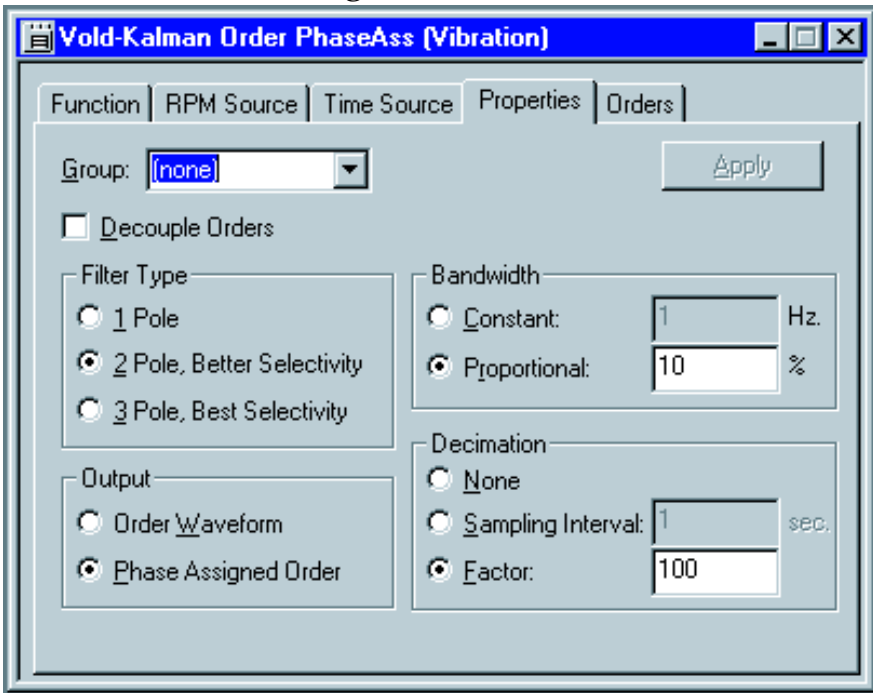 Vold-Kalman Order PhaseAss (Vibration)
Function RPM Source Time Source Properties Orders
Group: (none) Apply
Decouple Orders
Filter Type
1 Pole
2 Pole, Better Selectivity
3 Pole, Best Selectivity
Bandwidth
Constant: 1 Hz.
Proportional: 10 %
Output
Order Waveform
Phase Assigned Order
Decimation
None
Sampling Interval: 1 sec.
Factor: 100